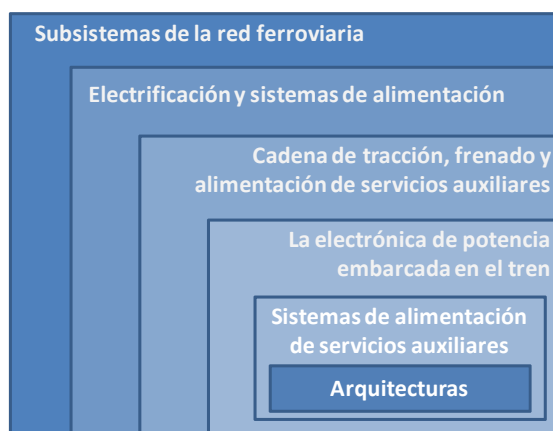 Subsistemas de la red ferroviaria
Electrificación y sistemas de alimentación
Cadena de tracción, frenado y
alimentación de servicios auxiliares
La electrónica de potencia
embarcada en el tren
Sistemas de alimentación
de servicios auxiliares
Arquitecturas